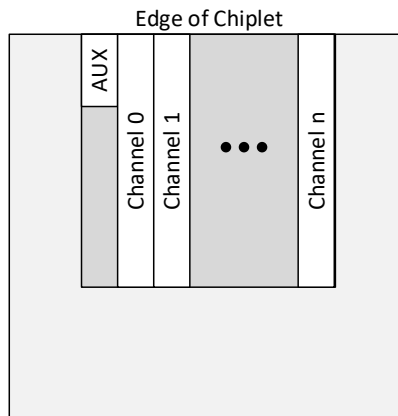 Edge of Chiplet
AUX
Channel 0
Channel 1
•••
Channel n